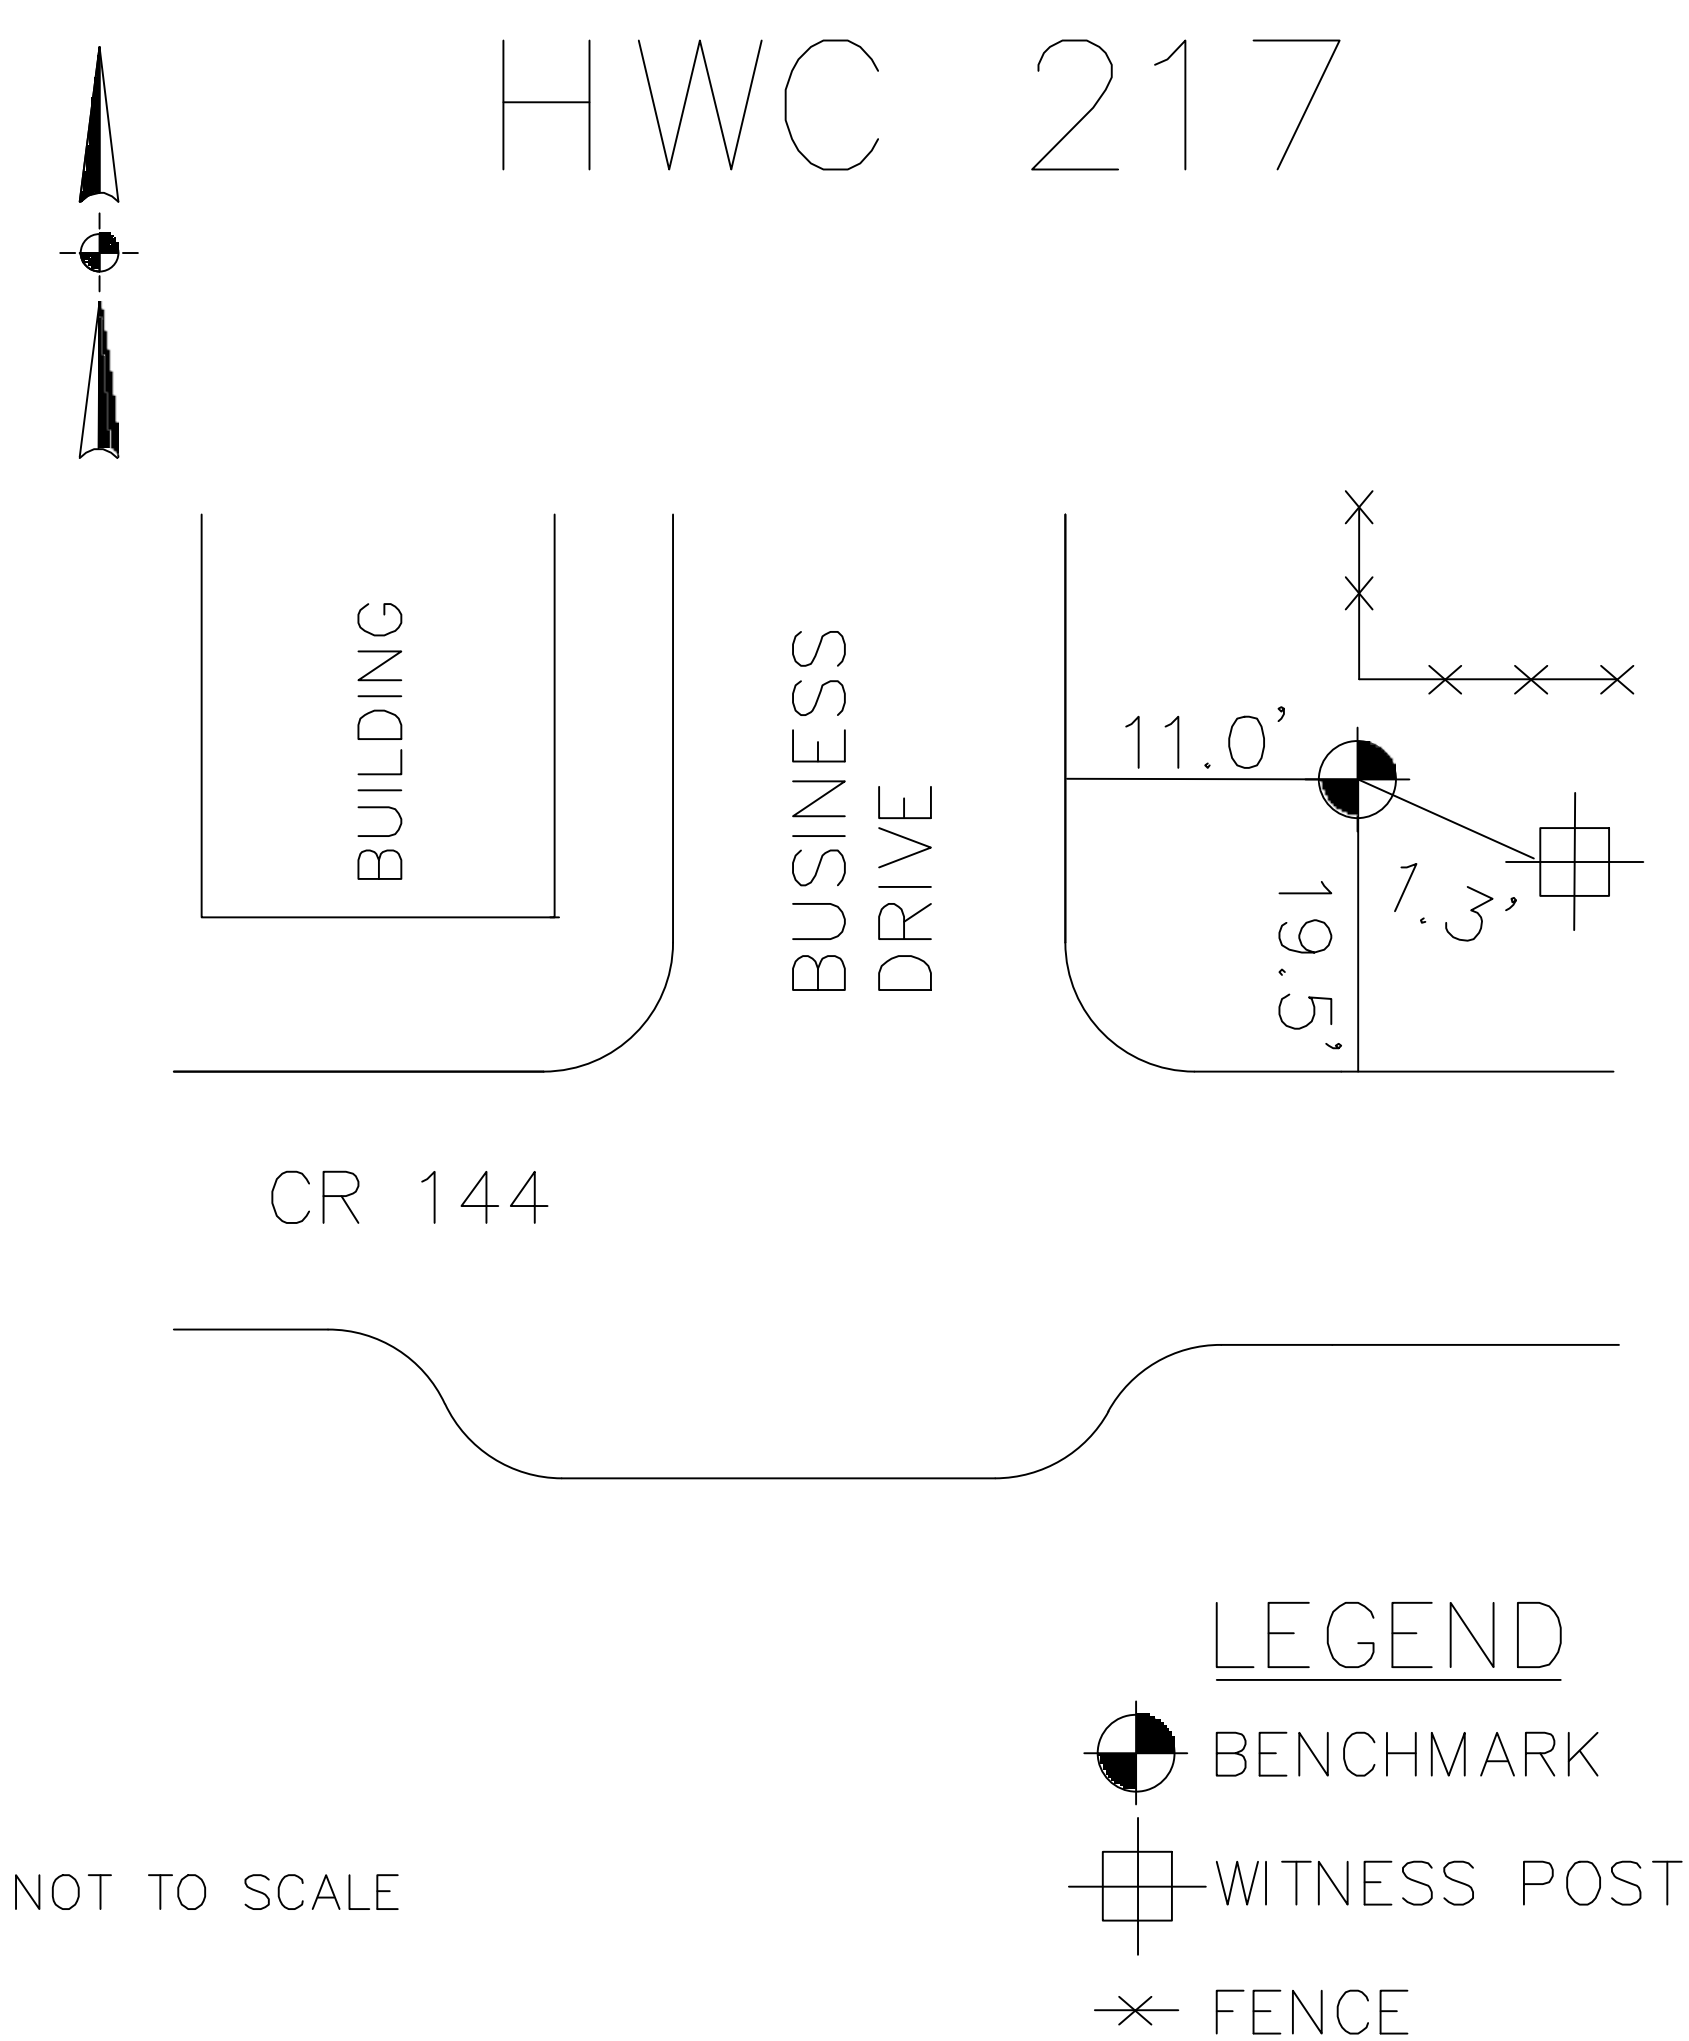 HWC 217
BUILDING
BUSINESS
DRIVE
11.0'
1.3'
19.5'
CR 144
LEGEND
BENCHMARK
WITNESS POST
FENCE
NOT TO SCALE